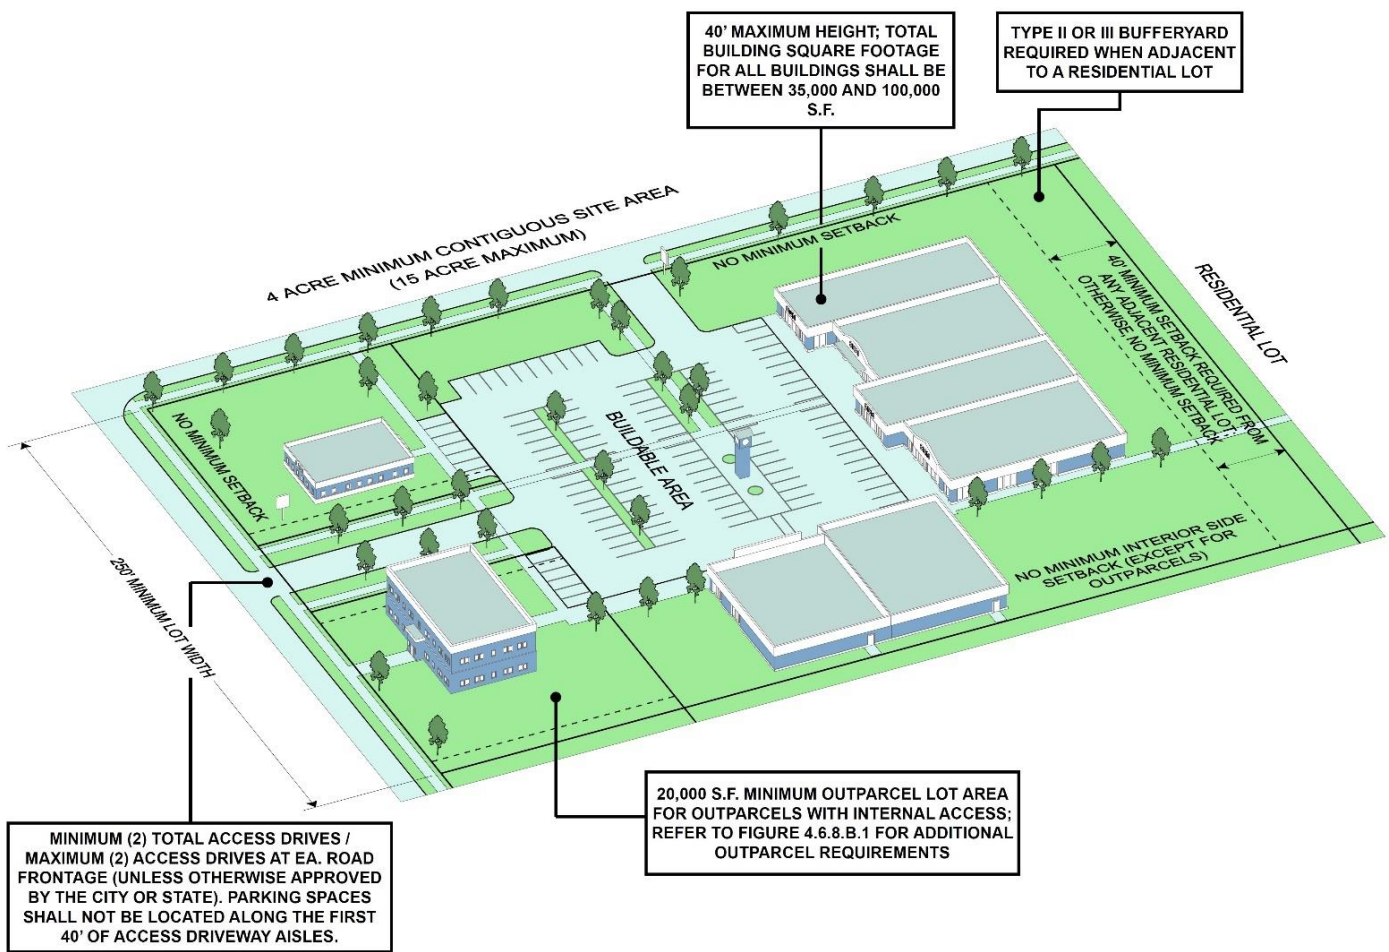 40' MAXIMUM HEIGHT; TOTAL
BUILDING SQUARE FOOTAGE
FOR ALL BUILDINGS SHALL BE
BETWEEN 35,000 AND 100,000
S.F.
TYPE II OR III BUFFERYARD
REQUIRED WHEN ADJACENT
TO A RESIDENTIAL LOT
4 ACRE MINIMUM CONTIGUOUS SITE AREA
(15 ACRE MAXIMUM)
NO MINIMUM SETBACK
RESIDENTIAL LOT
40' MINIMUM SETBACK REQUIRED FROM
ANY ADJACENT RESIDENTIAL LOT
OTHERWISE, NO MINIMUM SETBACK
NO MINIMUM SETBACK
BUILDABLE AREA
250' MINIMUM LOT WIDTH
NO MINIMUM INTERIOR SIDE
SETBACK (EXCEPT FOR
OUTPARCELS)
20,000 S.F. MINIMUM OUTPARCEL LOT AREA
FOR OUTPARCELS WITH INTERNAL ACCESS;
REFER TO FIGURE 4.6.8.B.1 FOR ADDITIONAL
OUTPARCEL REQUIREMENTS
MINIMUM (2) TOTAL ACCESS DRIVES /
MAXIMUM (2) ACCESS DRIVES AT EA. ROAD
FRONTAGE (UNLESS OTHERWISE APPROVED
BY THE CITY OR STATE). PARKING SPACES
SHALL NOT BE LOCATED ALONG THE FIRST
40' OF ACCESS DRIVEWAY AISLES.